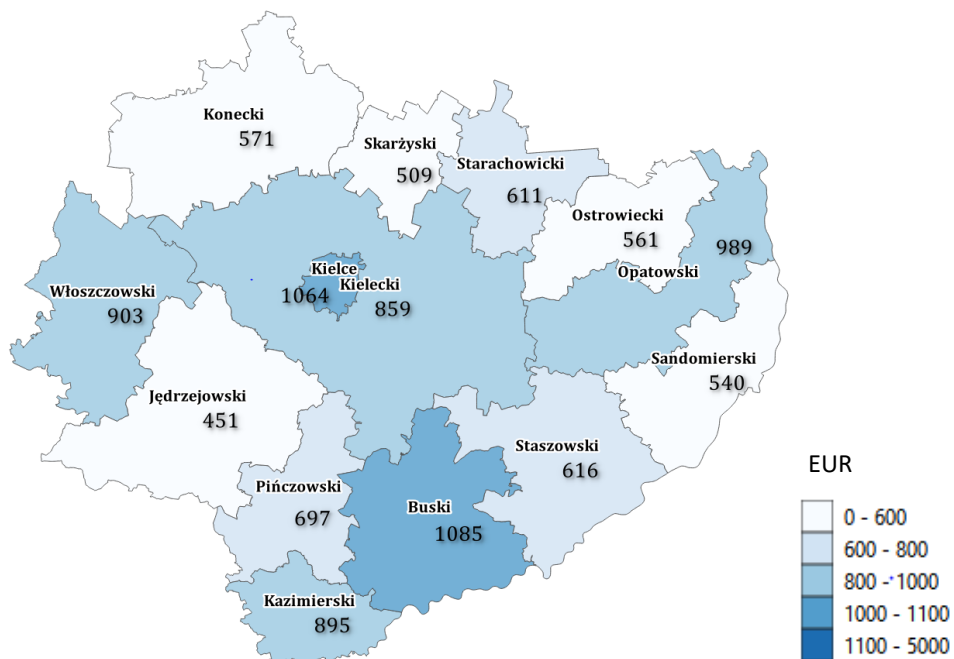 Konecki
571
Skarżyski
509
Starachowicki
611
Ostrowiecki
561
989
Opatowski
Kielce
1064
Kielecki
859
Włoszczowski
903
Sandomierski
540
Jędrzejowski
451
Staszowski
616
Pińczowski
697
Buski
1085
Kazimierski
895
EUR
0 - 600
600 - 800
800 - 1000
1000 - 1100
1100 - 5000